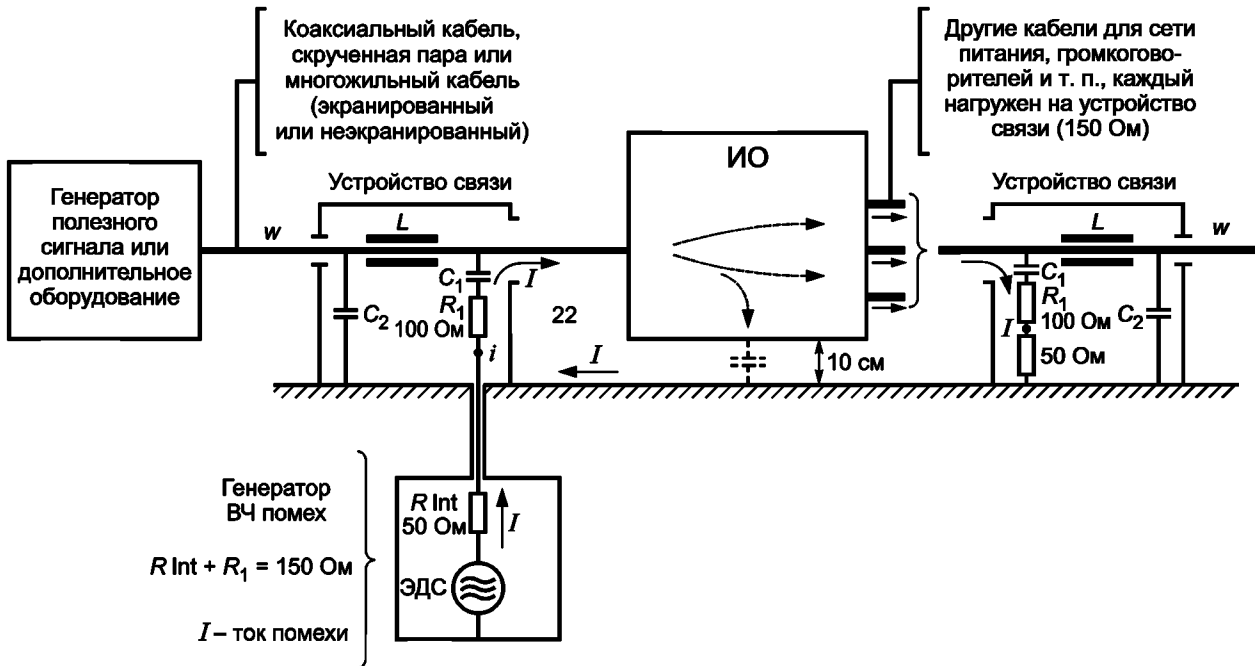 Коаксиальный кабель,
скрученная пара или
многожильный кабель
(экранированный
или неэкранированный)
Другие кабели для сети
питания, громкогово-
рителей и т. п., каждый
нагружен на устройство
связи (150 Ом)
Генератор
полезного
сигнала или
дополнительное
оборудование
Устройство связи
w
L
C1
I
R1
100 Ом
C2
i
22
ИО
I
10 см
Устройство связи
L
w
C1
R1
100 Ом
I
50 Ом
C2
Генератор
ВЧ помех
R Int + R1 = 150 Ом
I – ток помехи
R Int
50 Ом
I
ЭДС